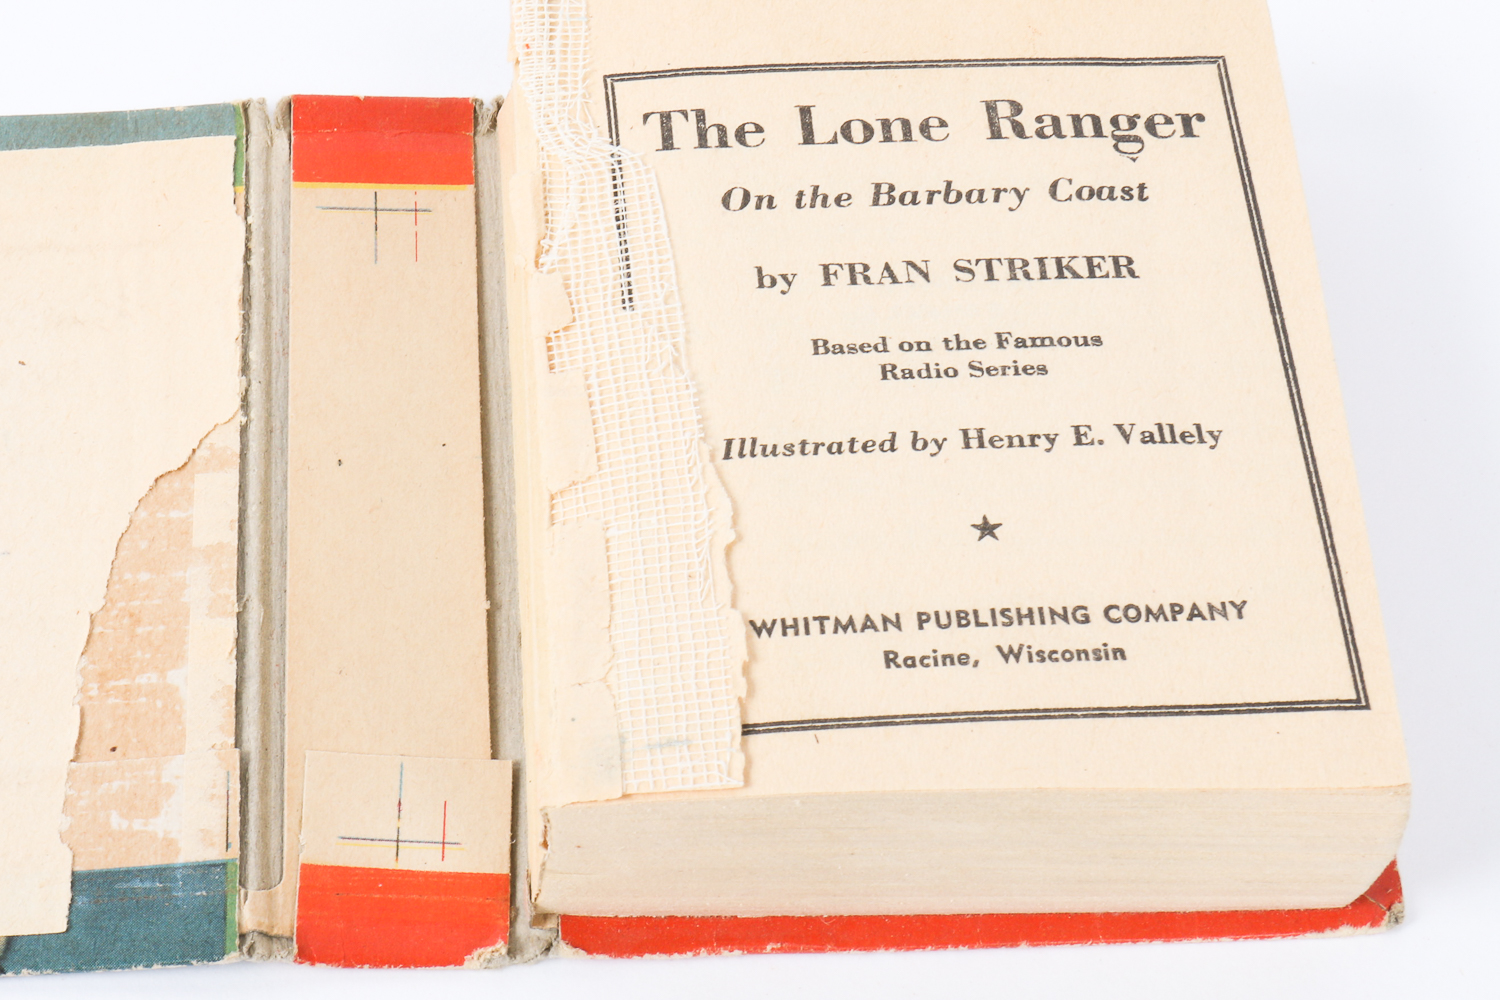 The Lone Ranger
On the Barbary Coast
by FRAN STRIKER
Based on the Famous
Radio Series
Illustrated by Henry E. Vallely
WHITMAN PUBLISHING COMPANY
Racine, Wisconsin